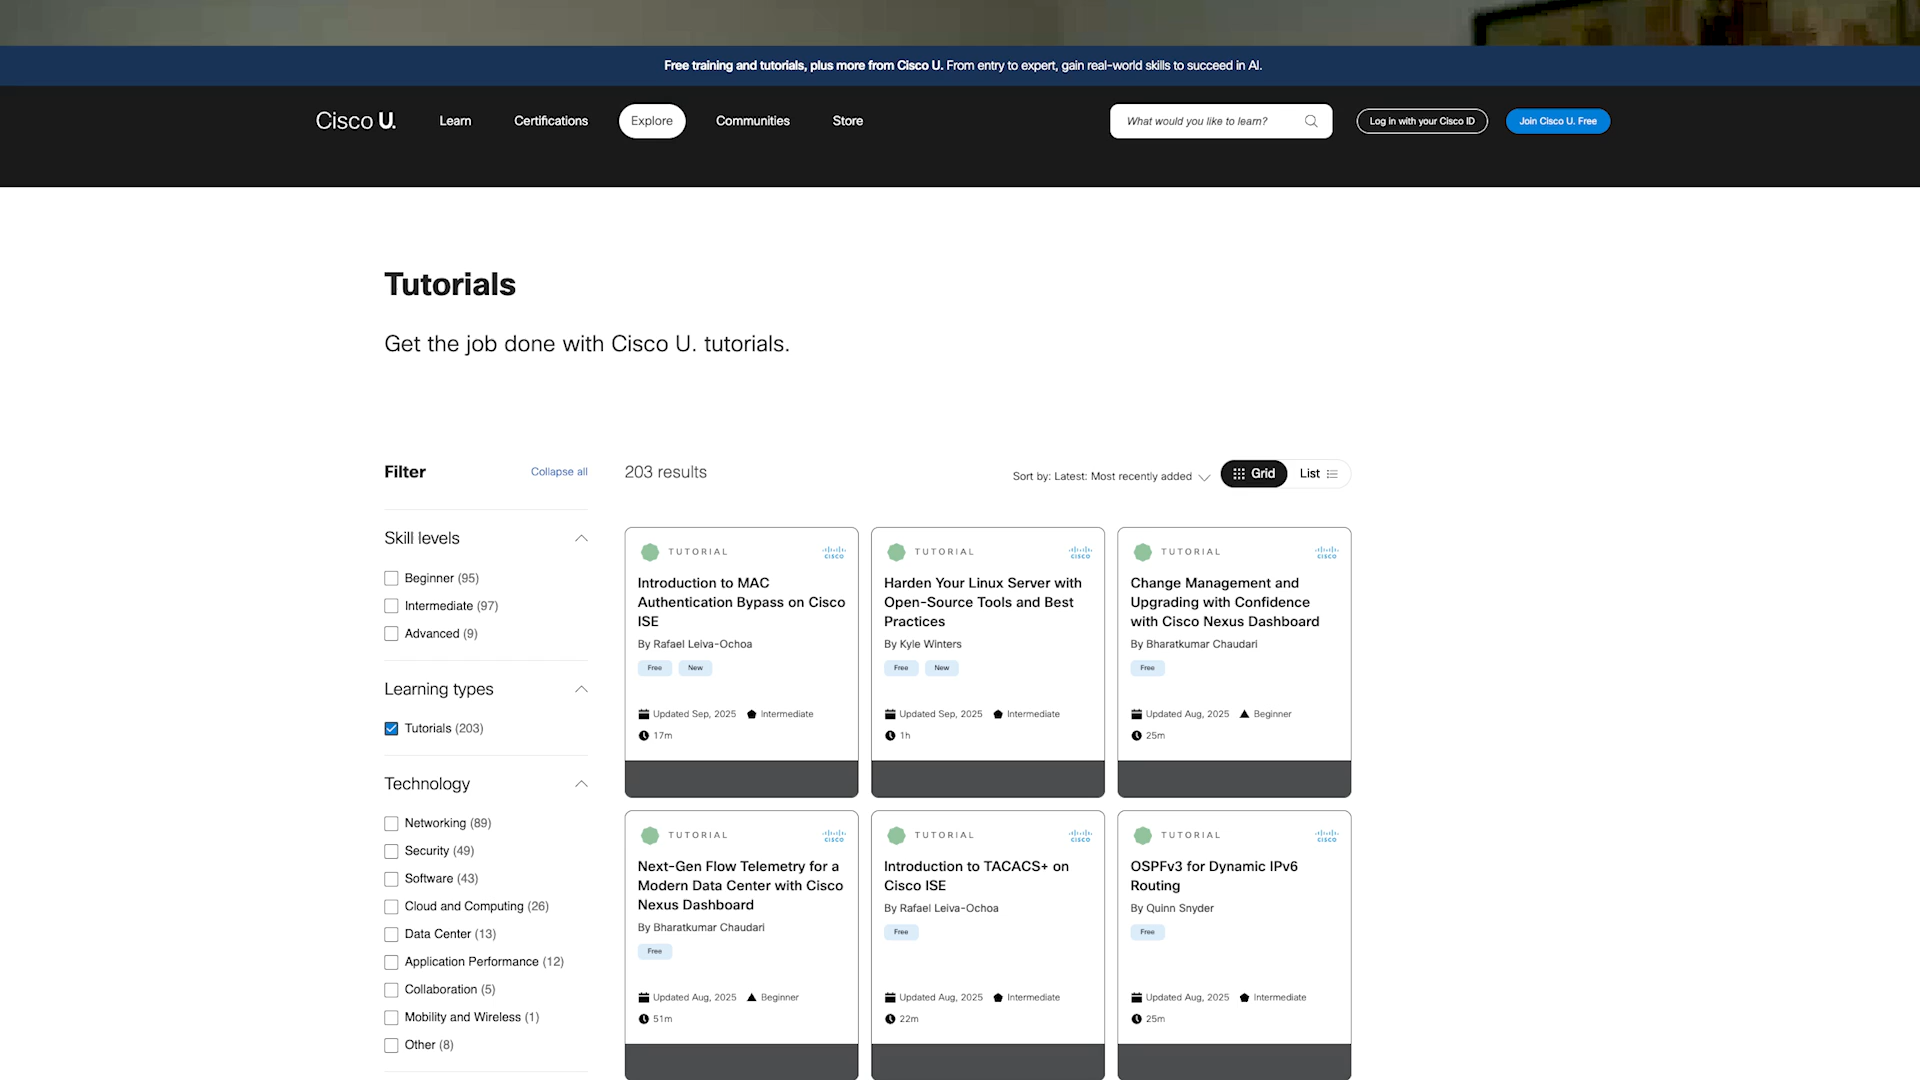 Free training and tutorials, plus more from Cisco U. From entry to expert, gain real-world skills to succeed in AI.
Cisco U.
Learn
Certifications
Explore
Communities
Store
What would you like to learn?
Log in with your Cisco ID
Join Cisco U. Free
Tutorials
Get the job done with Cisco U. tutorials.
Filter
Collapse all
203 results
Sort by: Latest: Most recently added
Grid
List
Skill levels
Beginner (95)
Intermediate (97)
Advanced (9)
Learning types
Tutorials (203)
Technology
Networking (89)
Security (49)
Software (43)
Cloud and Computing (26)
Data Center (13)
Application Performance (12)
Collaboration (5)
Mobility and Wireless (1)
Other (8)
TUTORIAL
CISCO
Introduction to MAC
Authentication Bypass on Cisco
ISE
By Rafael Leiva-Ochoa
Free
New
Updated Sep, 2025
Intermediate
17m
TUTORIAL
CISCO
Harden Your Linux Server with
Open-Source Tools and Best
Practices
By Kyle Winters
Free
New
Updated Sep, 2025
Intermediate
1h
TUTORIAL
CISCO
Change Management and
Upgrading with Confidence
with Cisco Nexus Dashboard
By Bharatkumar Chaudari
Free
Updated Aug, 2025
Beginner
25m
TUTORIAL
CISCO
Next-Gen Flow Telemetry for a
Modern Data Center with Cisco
Nexus Dashboard
By Bharatkumar Chaudari
Free
Updated Aug, 2025
Beginner
51m
TUTORIAL
CISCO
Introduction to TACACS+ on
Cisco ISE
By Rafael Leiva-Ochoa
Free
Updated Aug, 2025
Intermediate
22m
TUTORIAL
CISCO
OSPFv3 for Dynamic IPv6
Routing
By Quinn Snyder
Free
Updated Aug, 2025
Intermediate
25m